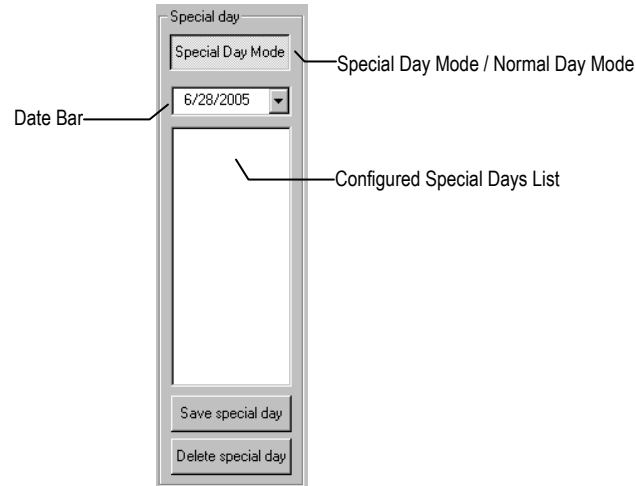 Special day
Special Day Mode
Special Day Mode / Normal Day Mode
6/28/2005
Date Bar
Configured Special Days List
Save special day
Delete special day